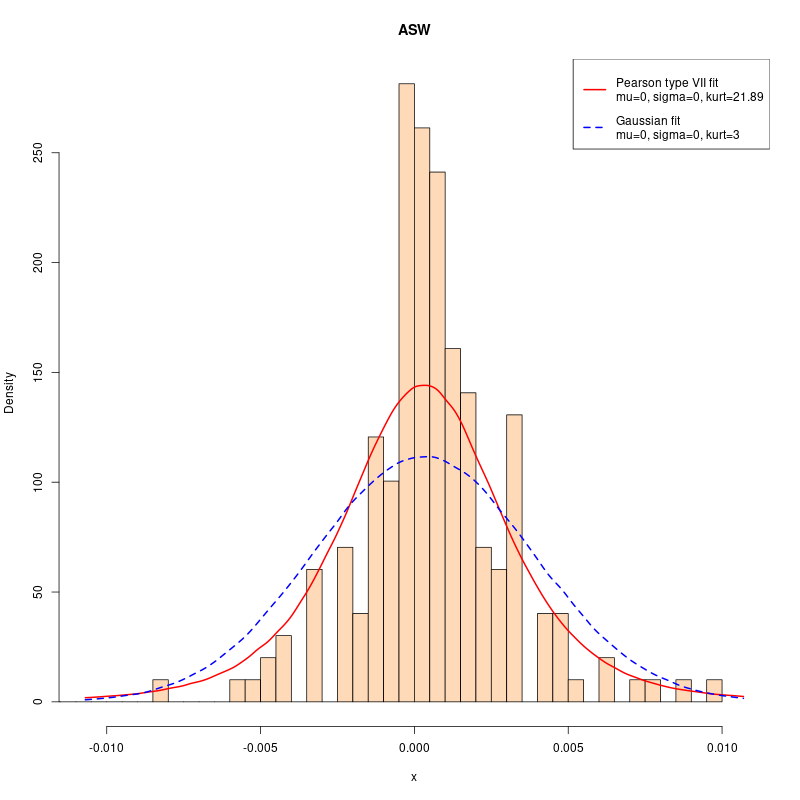 ASW
Pearson type VII fit
mu=0, sigma=0, kurt=21.89
Gaussian fit
mu=0, sigma=0, kurt=3
Density
250
200
150
100
50
0
-0.010 -0.005 0.000 0.005 0.010
x